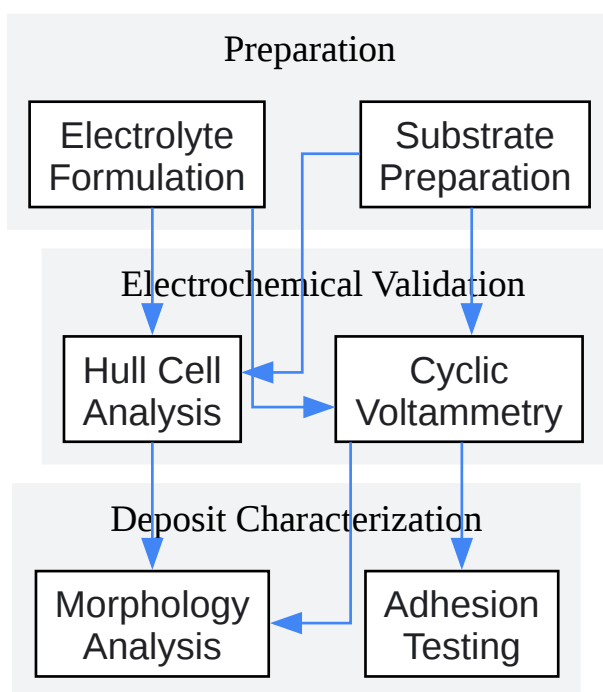 Preparation
Electrolyte
Formulation
Substrate
Preparation
Electrochemical Validation
Hull Cell
Analysis
Cyclic
Voltammetry
Deposit Characterization
Morphology
Analysis
Adhesion
Testing